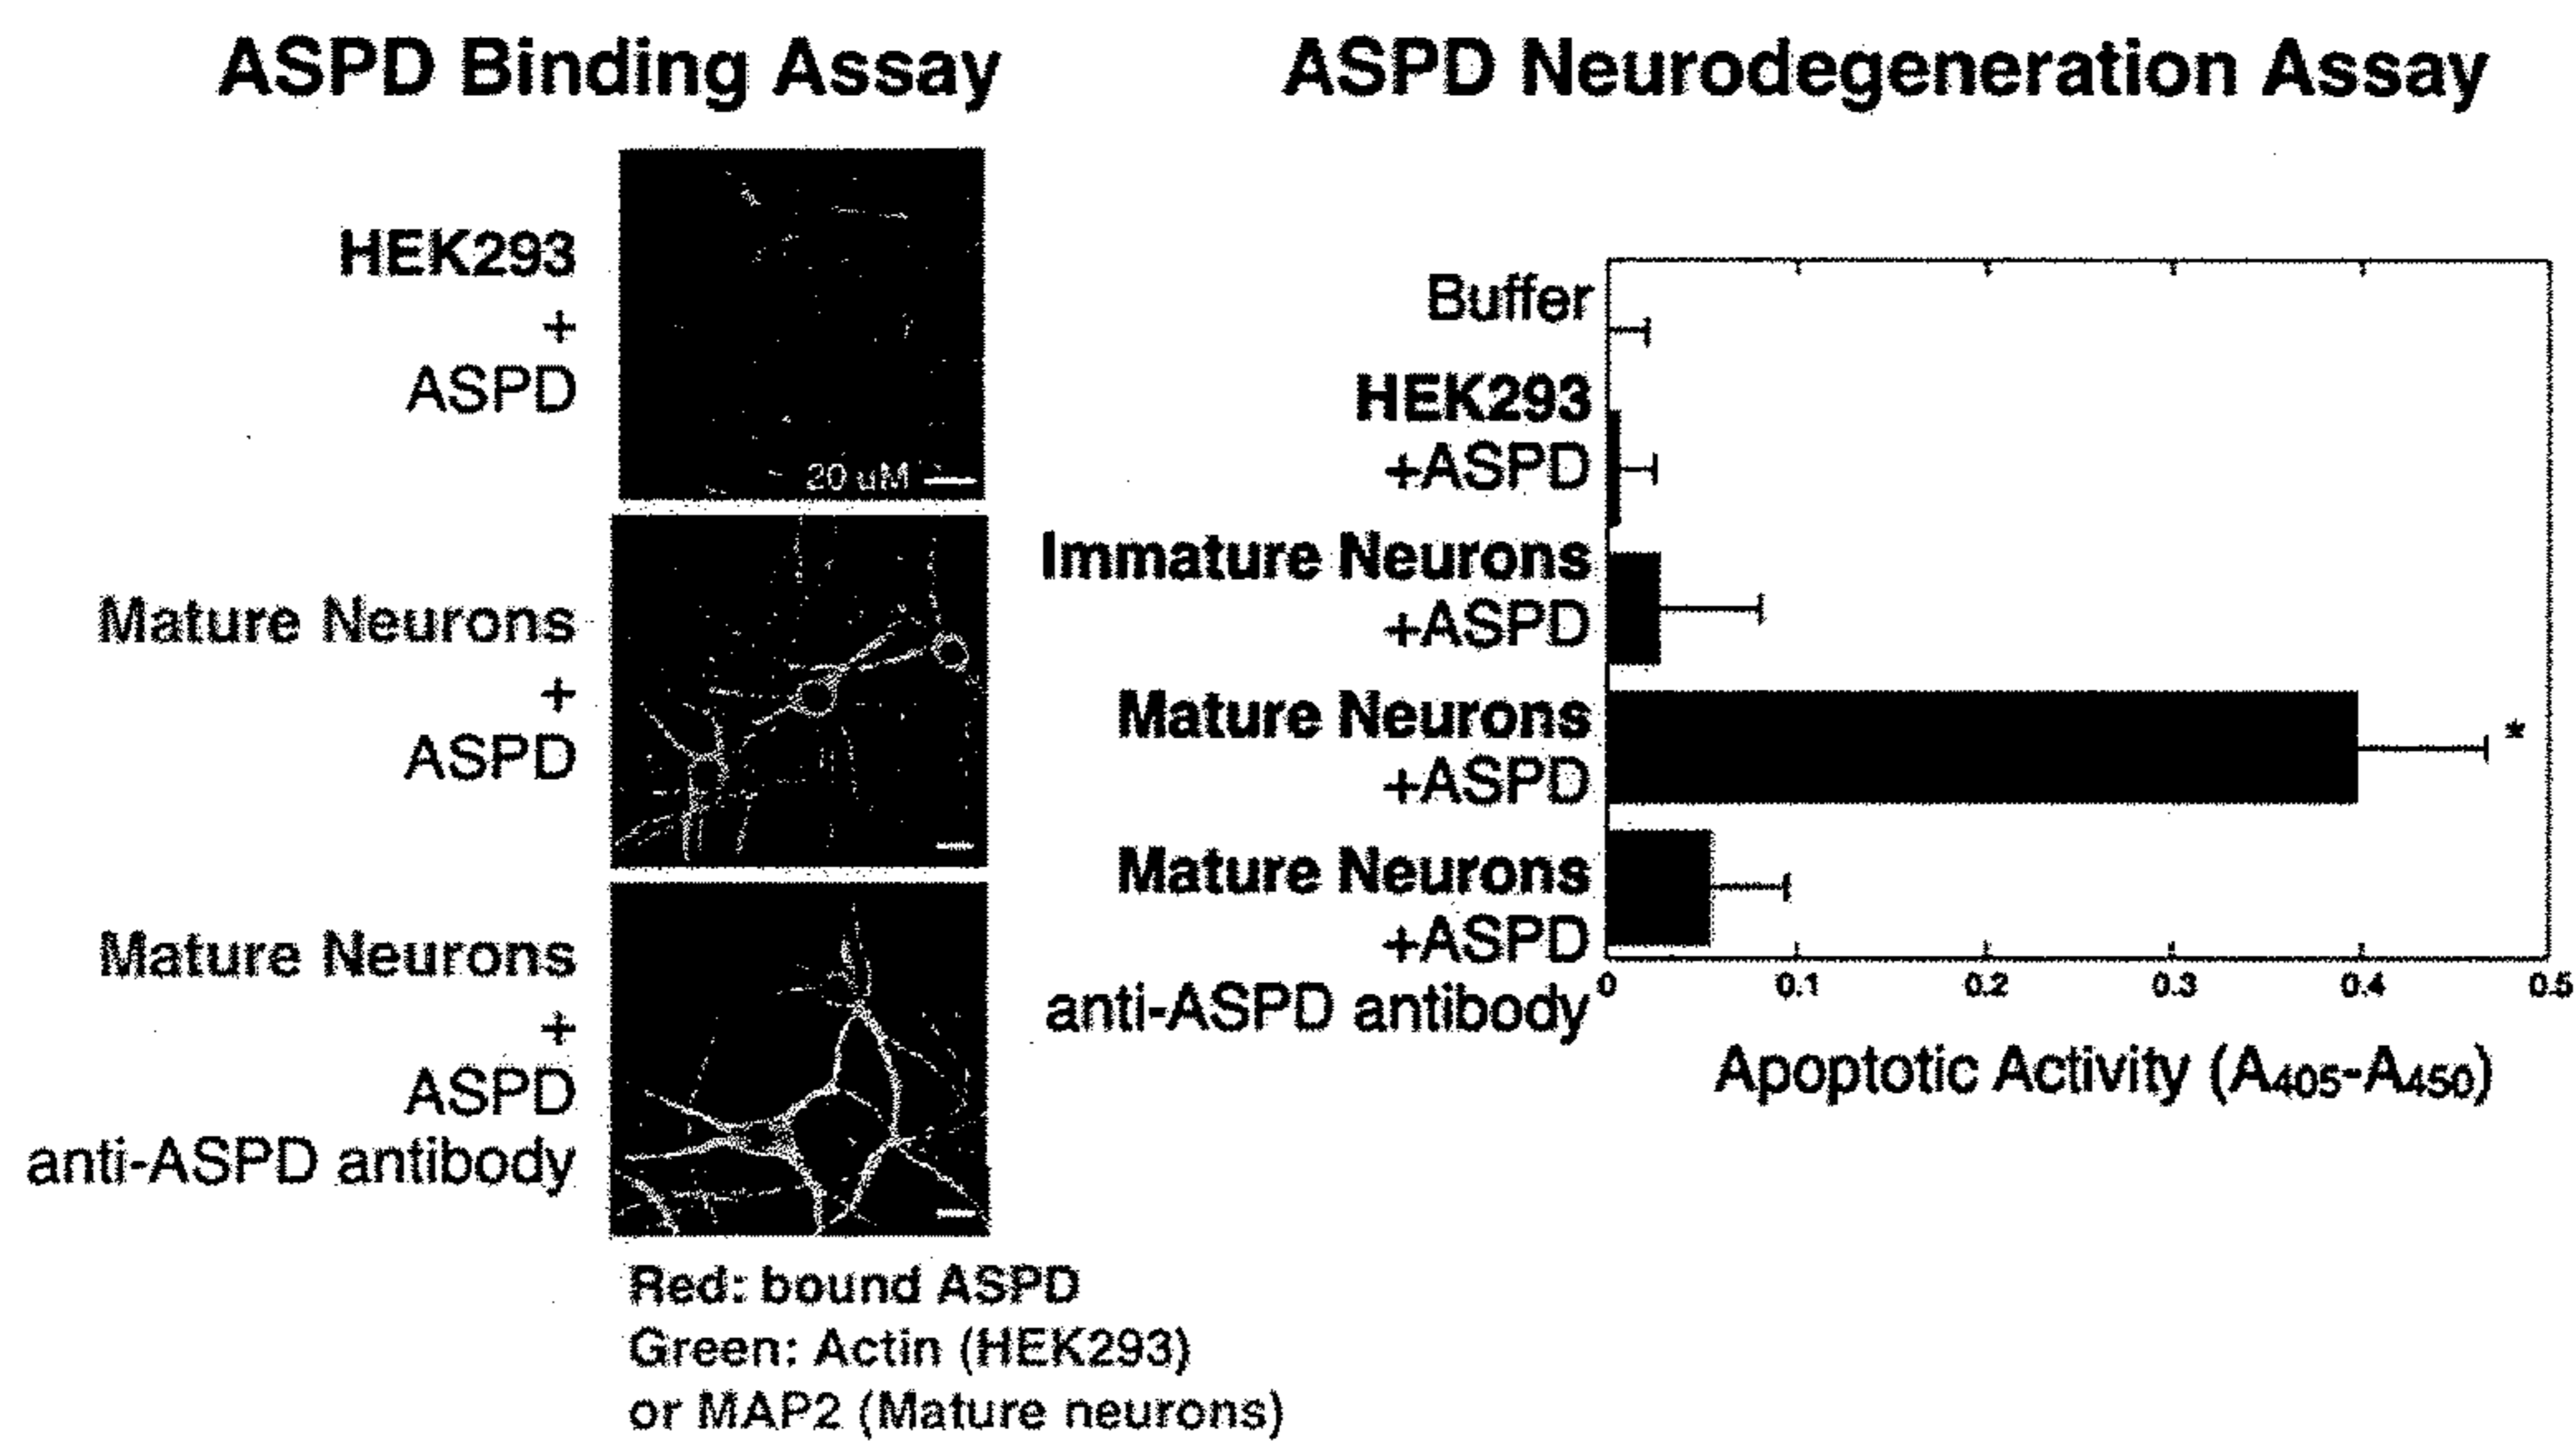 ASPD Binding Assay
HEK293
+
ASPD
20 uM
Mature Neurons
+
ASPD
Mature Neurons
+
ASPD
anti-ASPD antibody
Red: bound ASPD
Green: Actin (HEK293)
or MAP2 (Mature neurons)
ASPD Neurodegeneration Assay
Buffer
HEK293
+ASPD
Immature Neurons
+ASPD
Mature Neurons
+ASPD
*
Mature Neurons
+ASPD
anti-ASPD antibody
0 0.1 0.2 0.3 0.4 0.5
Apoptotic Activity (A405-A450)